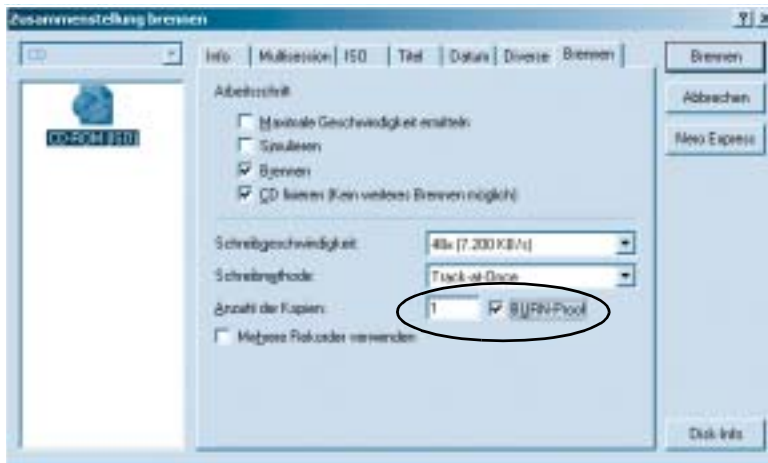 Zusammenstellung brennen
CD
CD-ROM (ISO)
Info Multisession ISO Titel Datum Diverse Brennen
Arbeitsschritt
Maximale Geschwindigkeit ermitteln
Simulieren
Brennen
CD fixieren (Kein weiteres Brennen möglich)
Schreibgeschwindigkeit: 48x (7.200 KB/s)
Schreibmethode: Track-at-Once
Anzahl der Kopien: 1 BURN-Proof
Mehrere Rekorder verwenden
Brennen
Abbrechen
Nero Express
Disk-Info